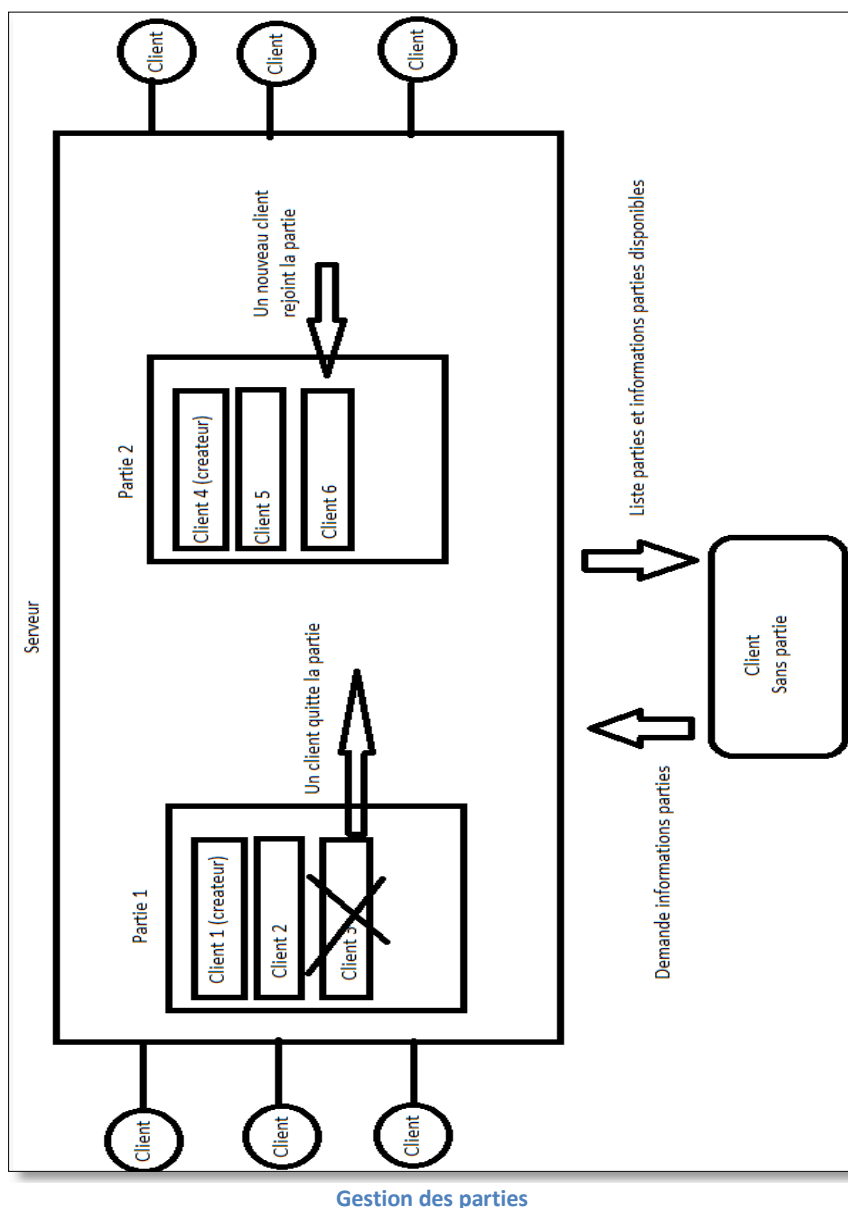 Serveur
Partie 1
Client 1 (createur)
Client 2
Client 3
Un client quitte la partie
Partie 2
Client 4 (createur)
Client 5
Client 6
Un nouveau client
rejoint la partie
Client
Client
Client
Client
Client
Client
Demande informations parties
Client
Sans partie
Liste parties et informations parties disponibles
Gestion des parties